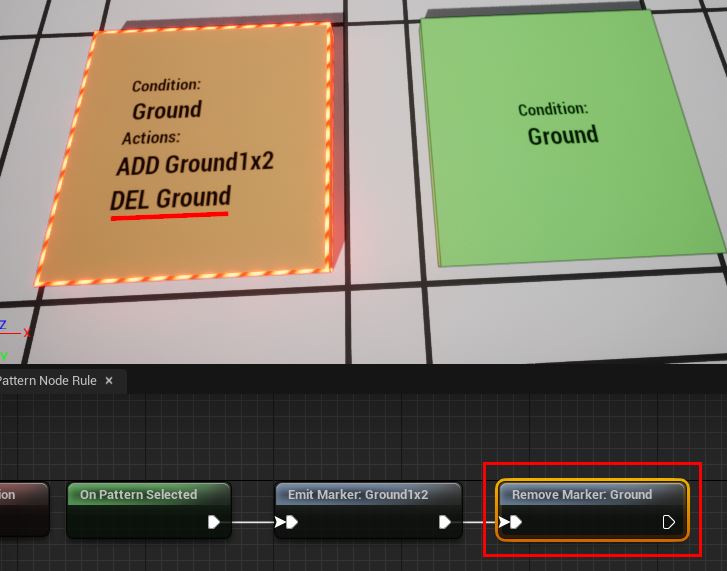 Condition:
Ground
Actions:
ADD Ground1x2
DEL Ground
Condition:
Ground
Z
X
Y
Pattern Node Rule ×
ion
On Pattern Selected
Emit Marker: Ground1x2
Remove Marker: Ground